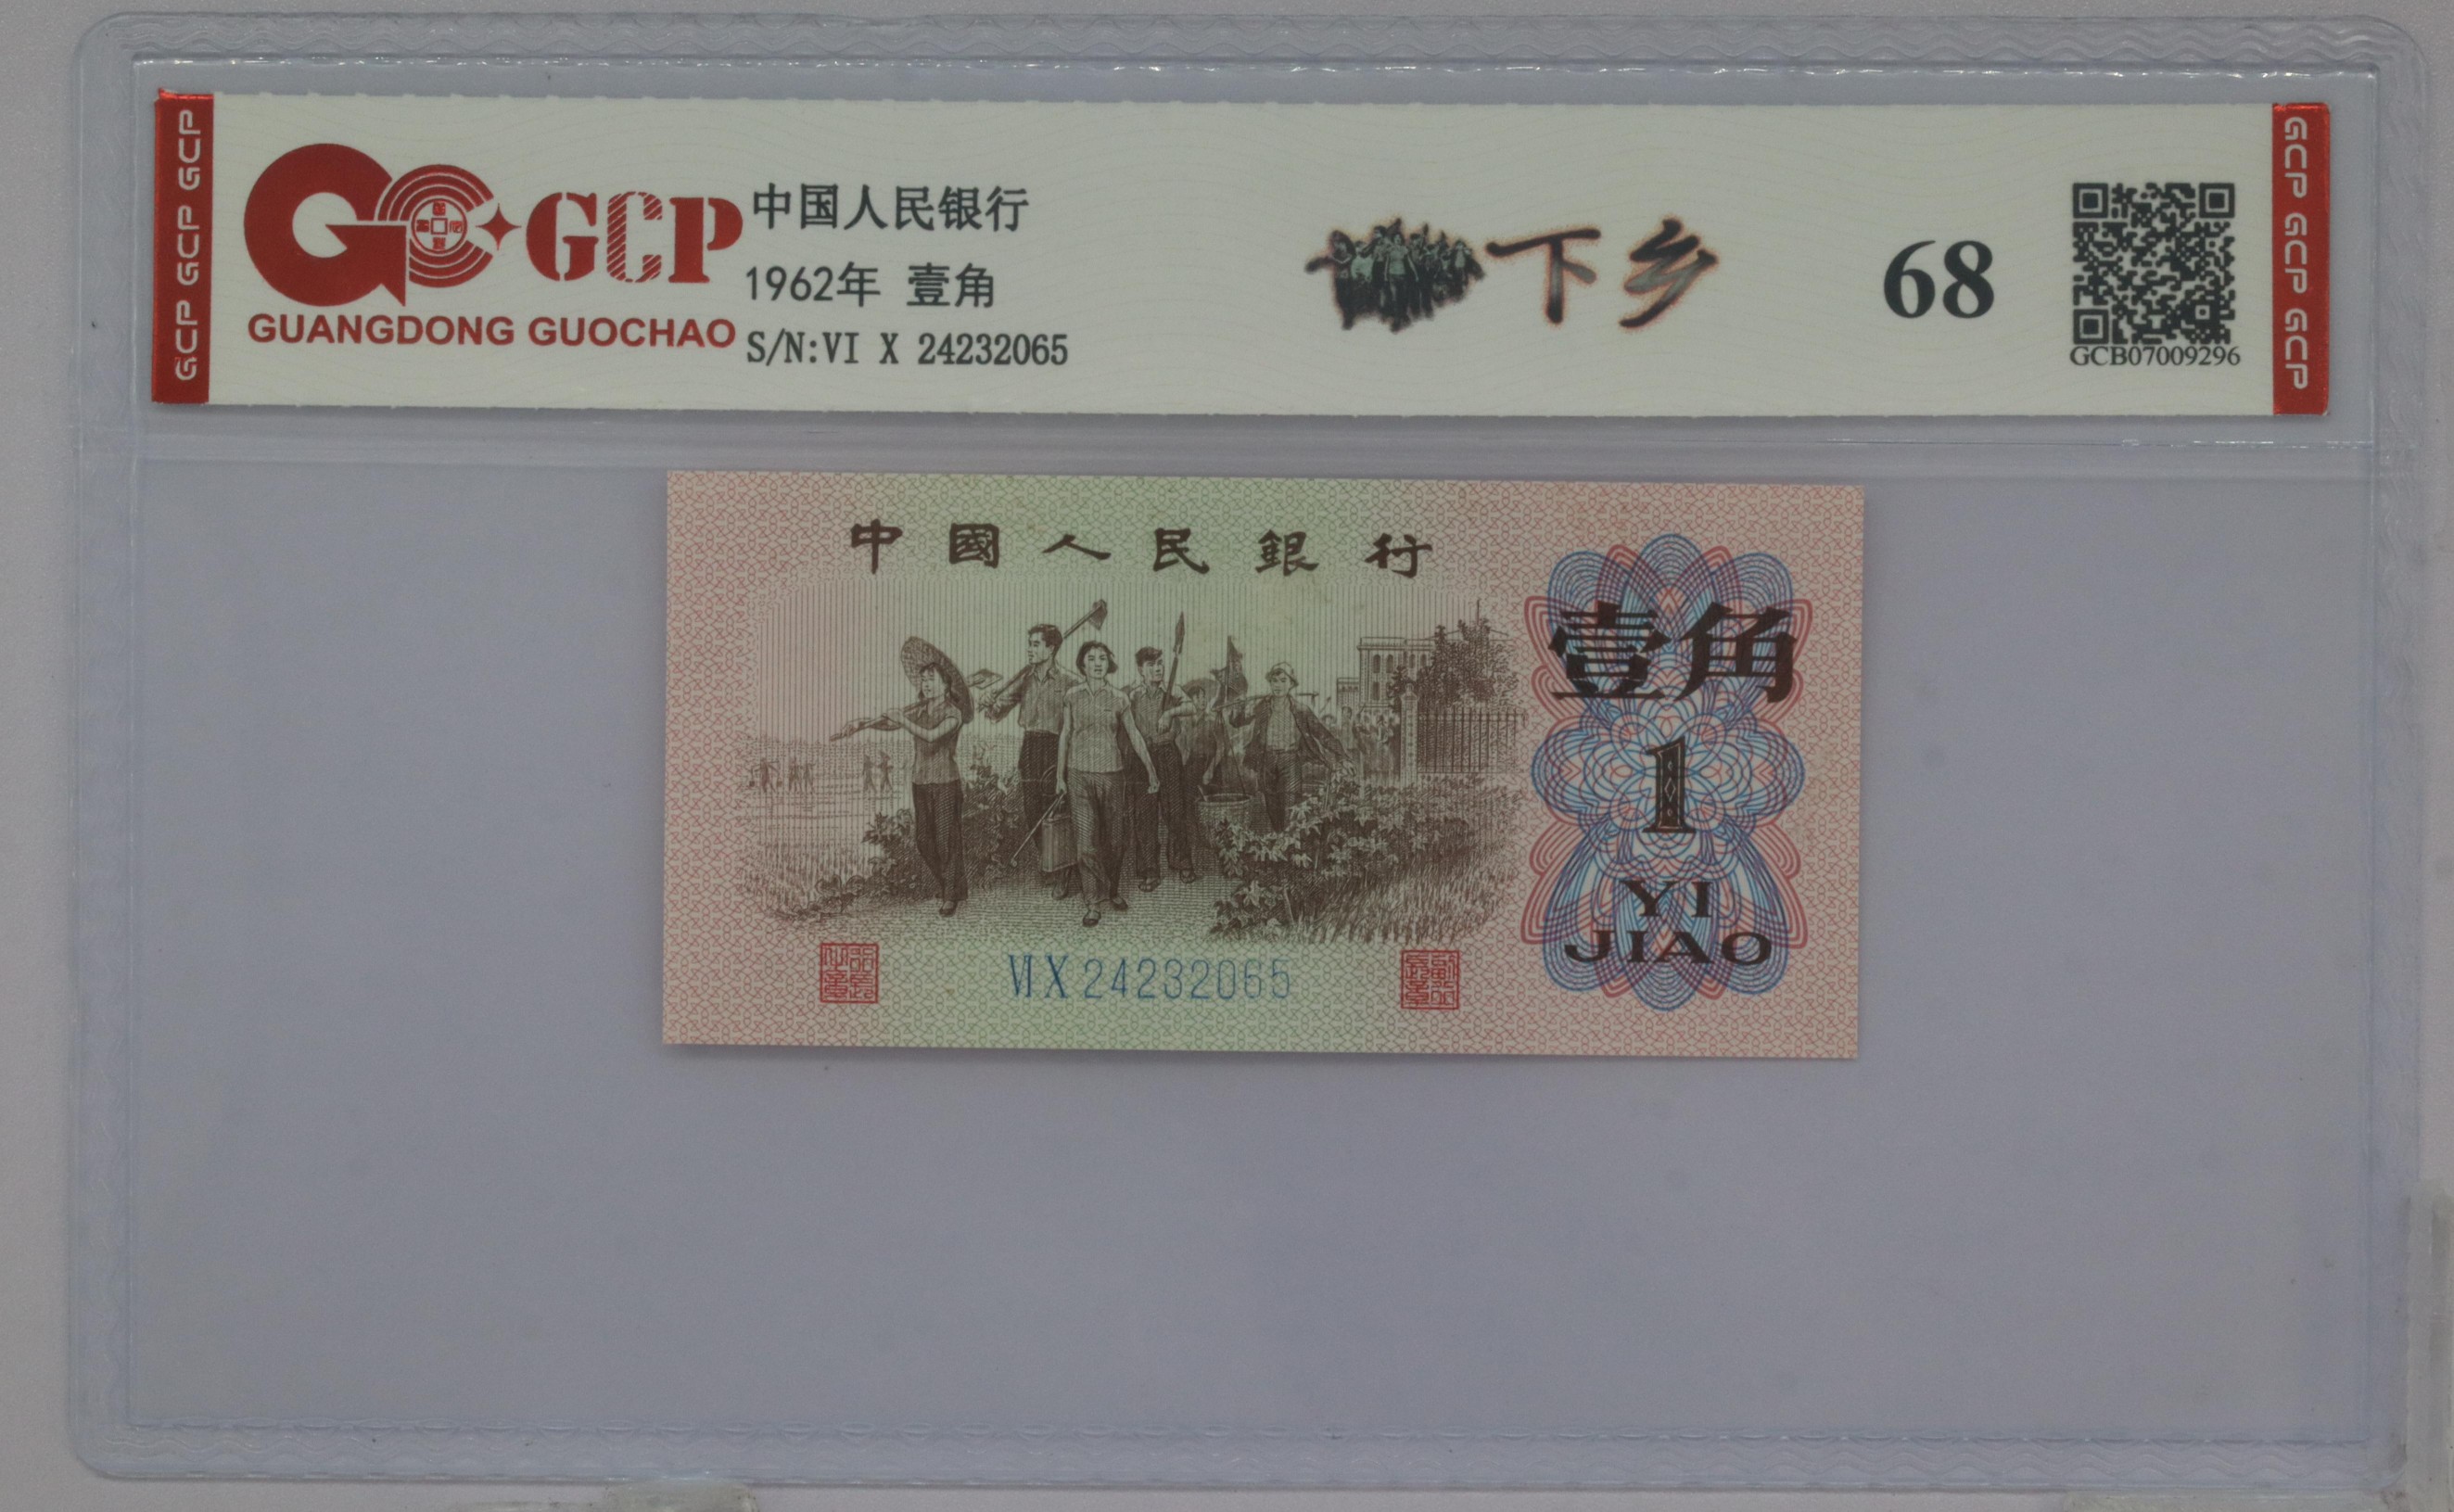 GCP GCP GCP
GCP
GUANGDONG GUOCHAO
中国人民银行
1962年 壹角
S/N:VI X 24232065
下乡
68
GCB07009296
GCP GCP GCP
中國人民銀行
壹角
1
YI
JIAO
VI X 24232065